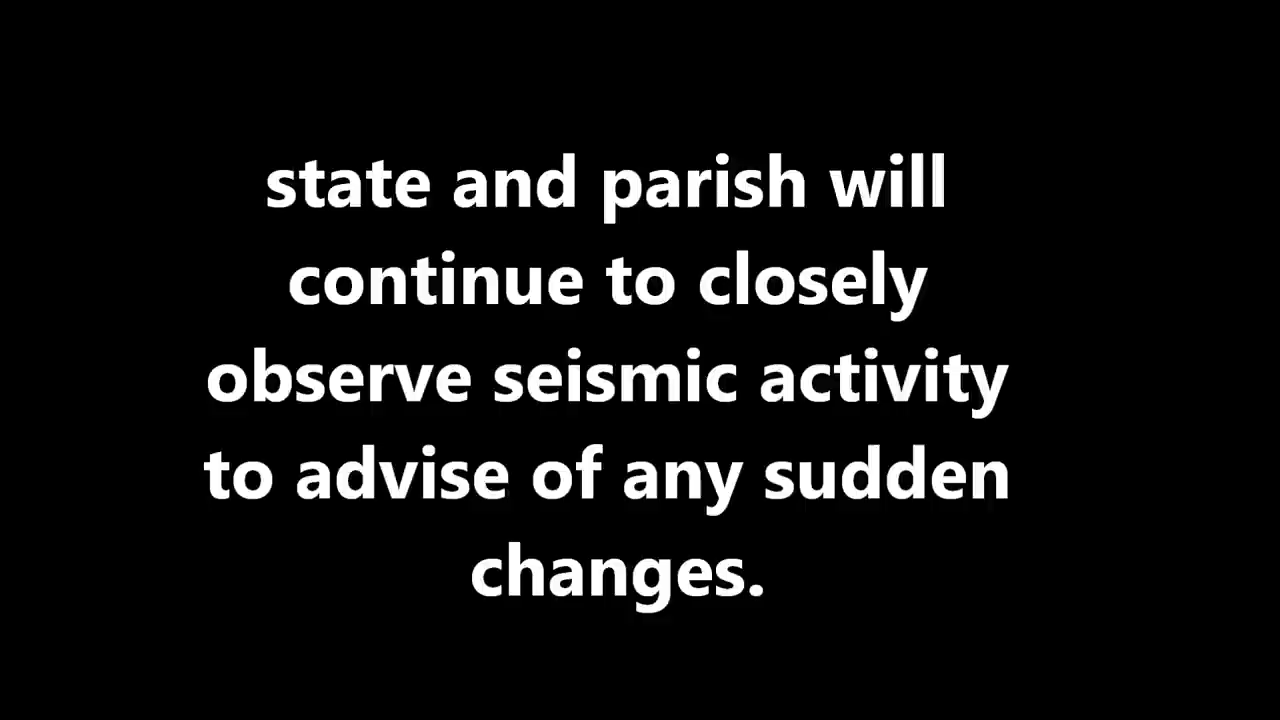 state and parish will
continue to closely
observe seismic activity
to advise of any sudden
changes.